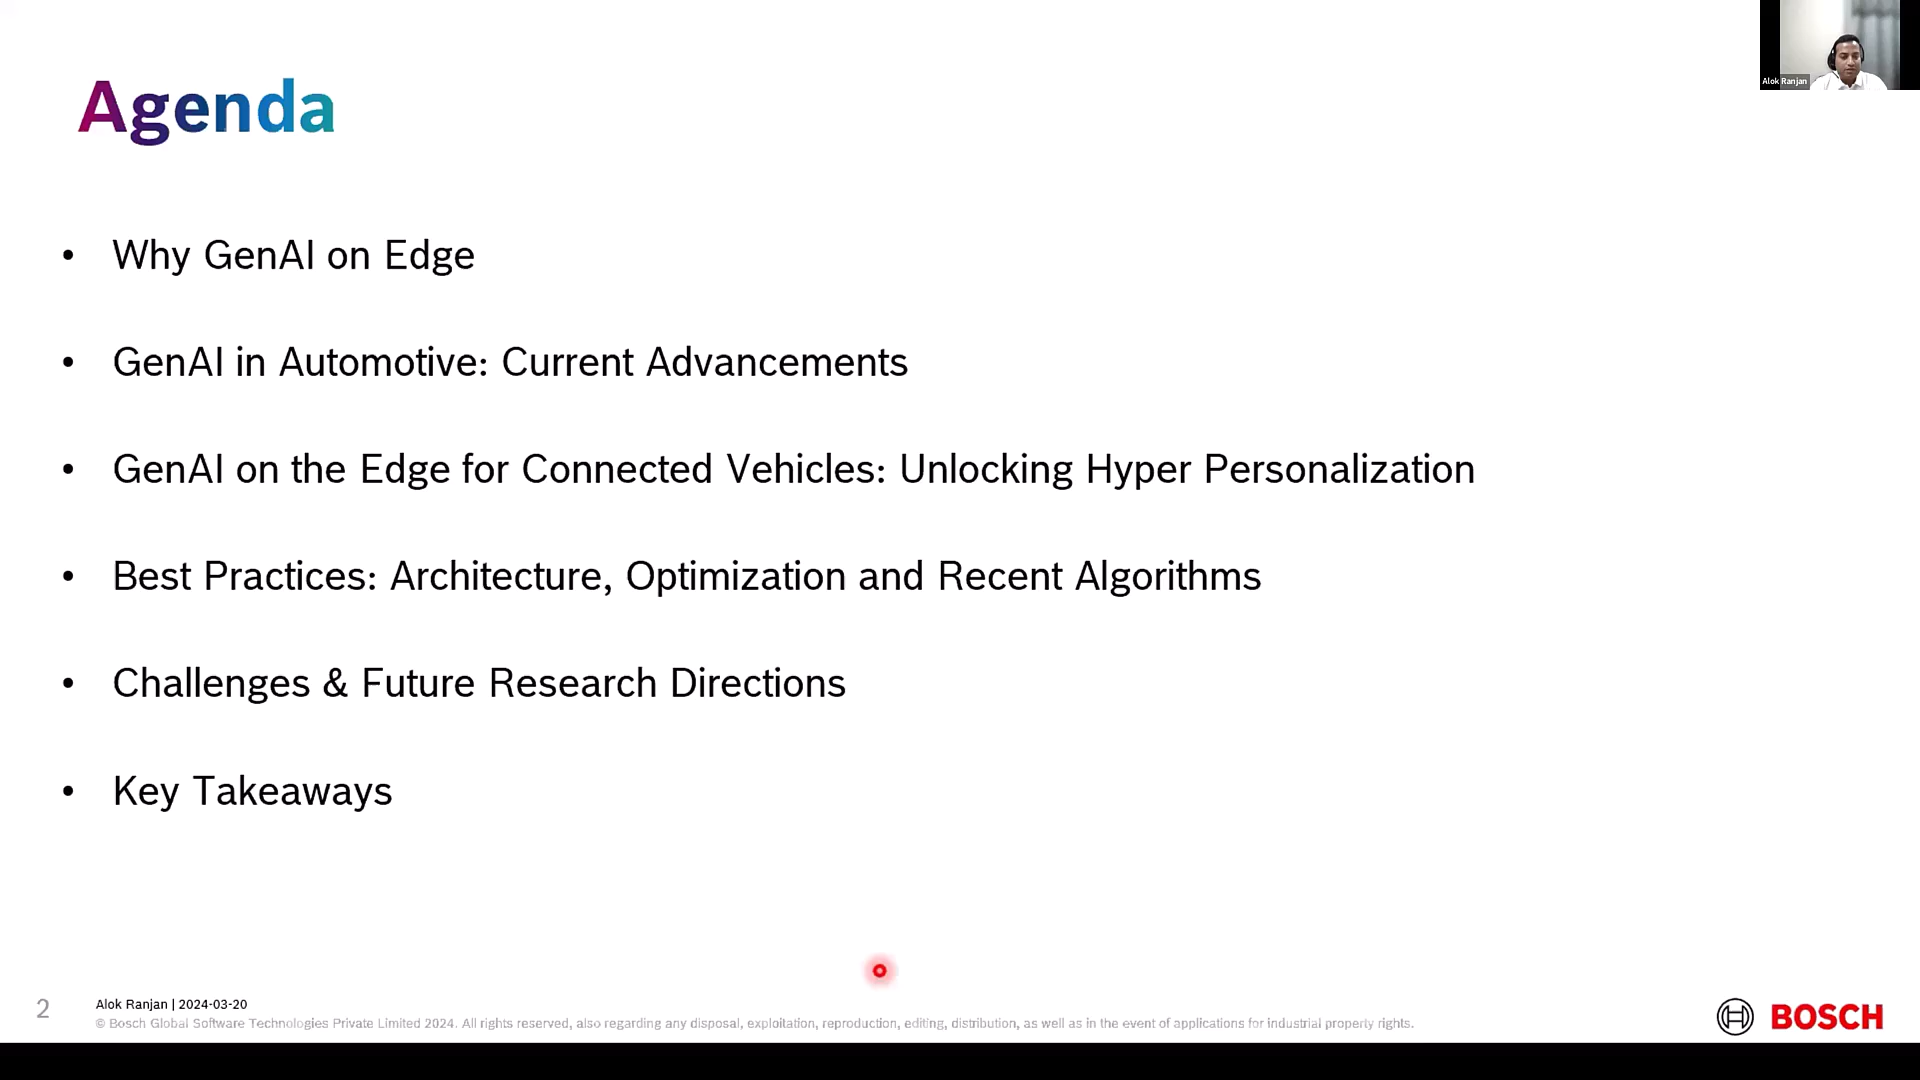 Alok Ranjan
Agenda
• Why GenAI on Edge
• GenAI in Automotive: Current Advancements
• GenAI on the Edge for Connected Vehicles: Unlocking Hyper Personalization
• Best Practices: Architecture, Optimization and Recent Algorithms
• Challenges & Future Research Directions
• Key Takeaways
2
Alok Ranjan | 2024-03-20
© Bosch Global Software Technologies Private Limited 2024. All rights reserved, also regarding any disposal, exploitation, reproduction, editing, distribution, as well as in the event of applications for industrial property rights.
BOSCH